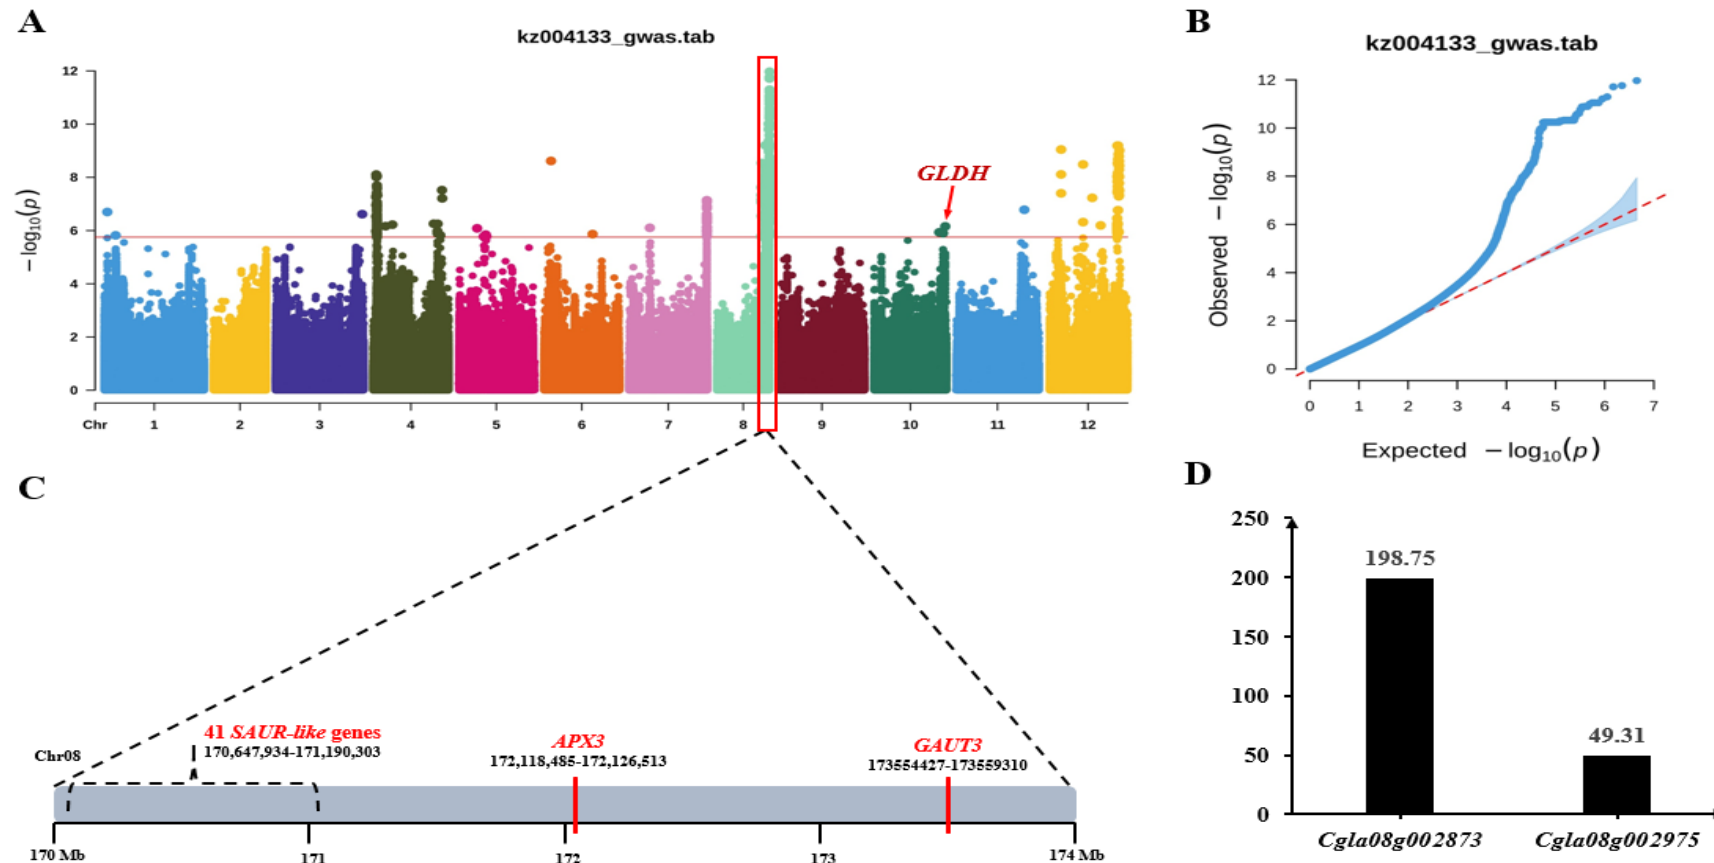 A
kz004133_gwas.tab
12
10
8
6
4
2
0
−log10(p)
GLDH
Chr 1 2 3 4 5 6 7 8 9 10 11 12
B
kz004133_gwas.tab
12
10
8
6
4
2
0
Observed −log10(p)
0 1 2 3 4 5 6 7
Expected −log10(p)
C
Chr08
41 SAUR-like genes
170,647,934-171,190,303
APX3
172,118,485-172,126,513
GAUT3
173554427-173559310
170 Mb 171 172 173 174 Mb
D
250
200
150
100
50
0
198.75
49.31
Cgla08g002873 Cgla08g002975